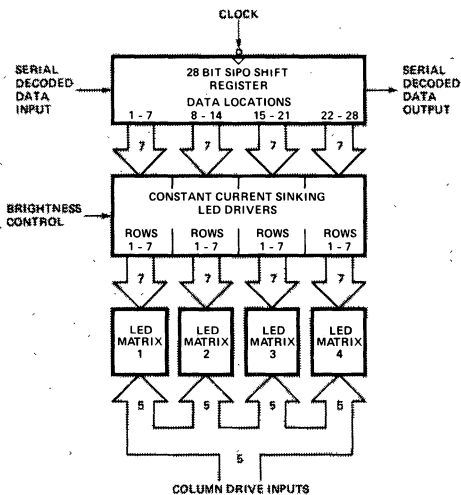 CLOCK
SERIAL
DECODED
DATA
INPUT
28 BIT SIPO SHIFT
REGISTER
DATA LOCATIONS
1 - 7 8 - 14 15 - 21 22 - 28
SERIAL
DECODED
DATA
OUTPUT
7 7 7 7
BRIGHTNESS
CONTROL
CONSTANT CURRENT SINKING
LED DRIVERS
ROWS ROWS ROWS ROWS
1 - 7 1 - 7 1 - 7 1 - 7
7 7 7 7
LED LED LED LED
MATRIX MATRIX MATRIX MATRIX
1 2 3 4
5 5 5 5
5
COLUMN DRIVE INPUTS